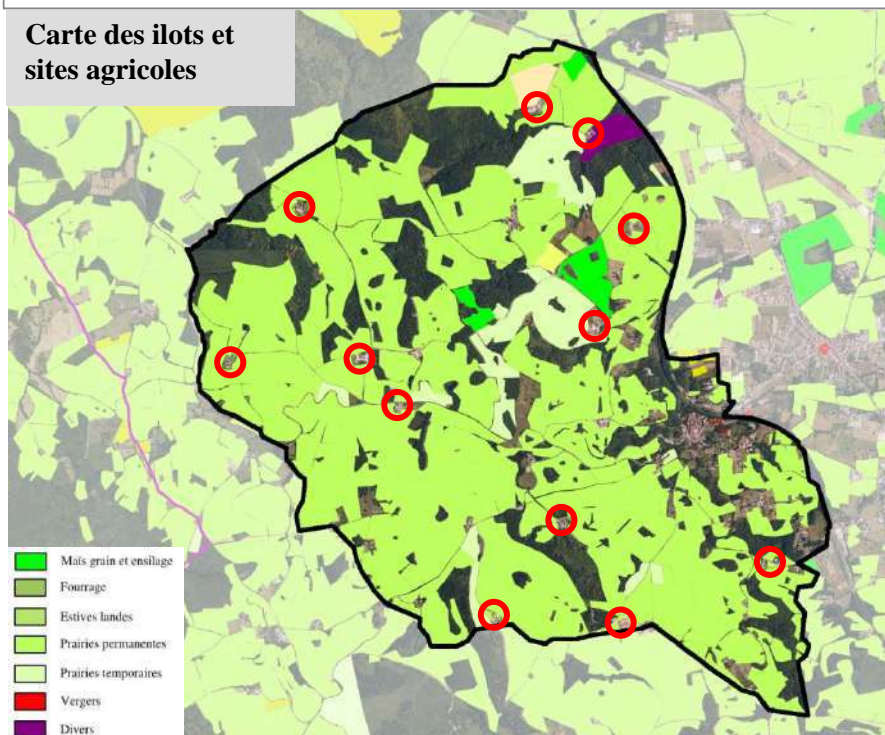 Carte des ilots et
sites agricoles
Maïs grain et ensilage
Fourrage
Estives landes
Prairies permanentes
Prairies temporaires
Vergers
Divers